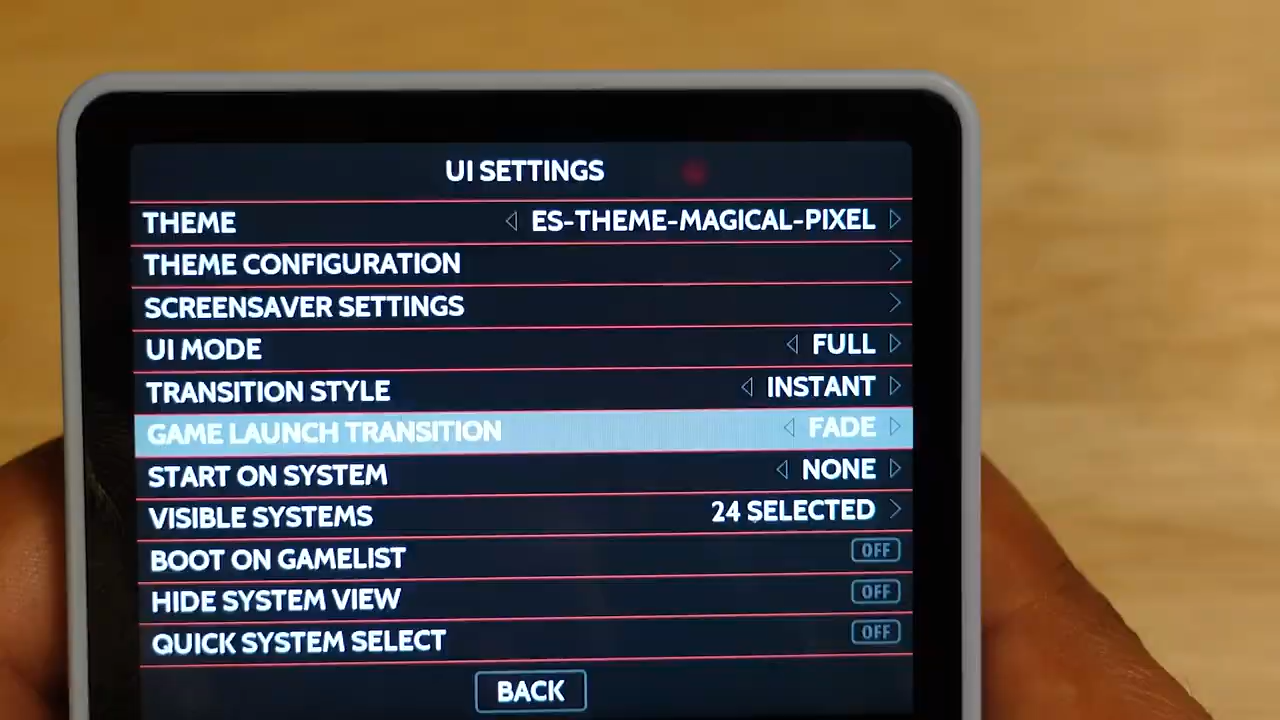 UI SETTINGS
THEME ES-THEME-MAGICAL-PIXEL
THEME CONFIGURATION
SCREENSAVER SETTINGS
UI MODE FULL
TRANSITION STYLE INSTANT
GAME LAUNCH TRANSITION FADE
START ON SYSTEM NONE
VISIBLE SYSTEMS 24 SELECTED
BOOT ON GAMELIST OFF
HIDE SYSTEM VIEW OFF
QUICK SYSTEM SELECT OFF
BACK